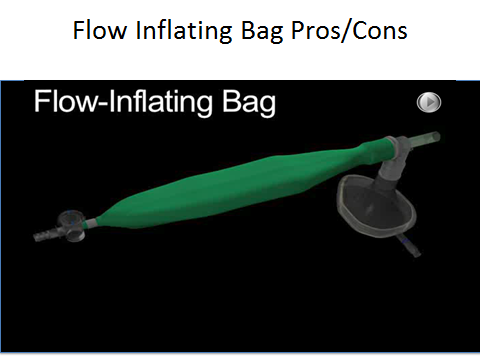 Flow Inflating Bag Pros/Cons
Flow-Inflating Bag